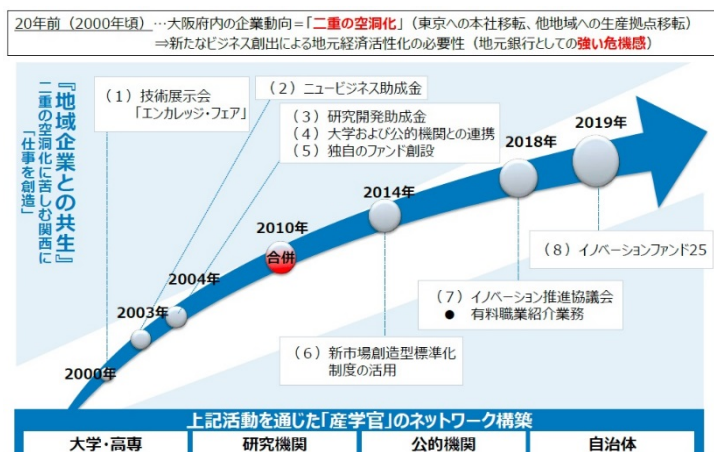 20年前（2000年頃）…大阪府内の企業動向=「二重の空洞化」（東京への本社移転、他地域への生産拠点移転）
⇒新たなビジネス創出による地元経済活性化の必要性（地元銀行としての強い危機感）
『地域企業との共生』
二重の空洞化に苦しむ関西に
「仕事を創造」
（1）技術展示会
「エンカレッジ・フェア」
（2）ニュービジネス助成金
（3）研究開発助成金
（4）大学および公的機関との連携
（5）独自のファンド創設
2000年
2003年
2004年
2010年
合併
2014年
2018年
2019年
（6）新市場創造型標準化
制度の活用
（7）イノベーション推進協議会
● 有料職業紹介業務
（8）イノベーションファンド25
上記活動を通じた「産学官」のネットワーク構築
大学・高専
研究機関
公的機関
自治体